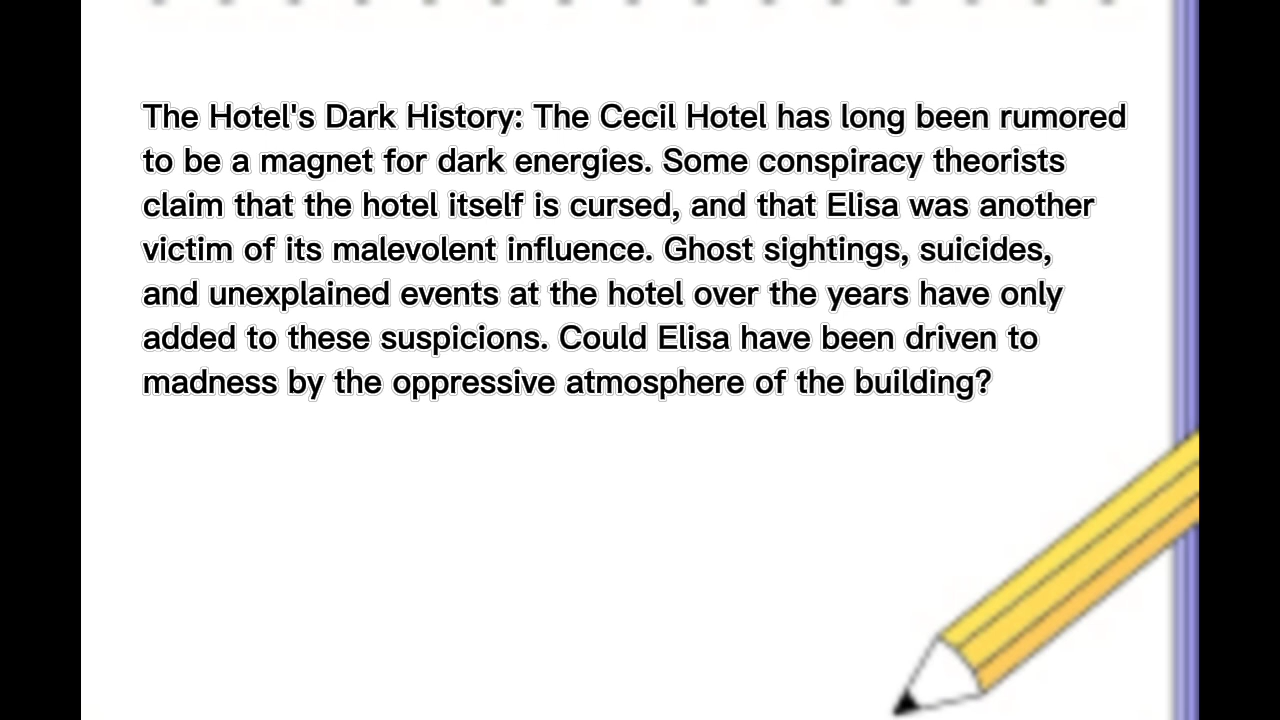 The Hotel's Dark History: The Cecil Hotel has long been rumored
to be a magnet for dark energies. Some conspiracy theorists
claim that the hotel itself is cursed, and that Elisa was another
victim of its malevolent influence. Ghost sightings, suicides,
and unexplained events at the hotel over the years have only
added to these suspicions. Could Elisa have been driven to
madness by the oppressive atmosphere of the building?